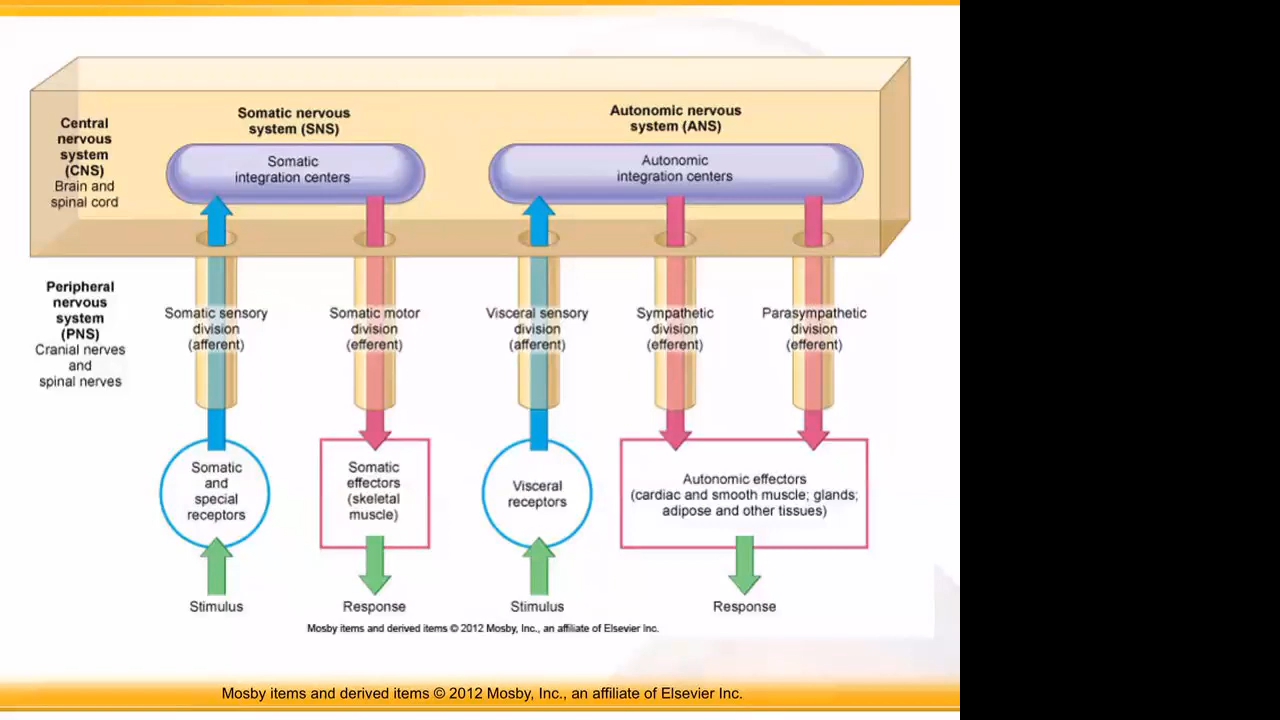 Somatic nervous
system (SNS)
Autonomic nervous
system (ANS)
Central
nervous
system
(CNS)
Brain and
spinal cord
Somatic
integration centers
Autonomic
integration centers
Peripheral
nervous
system
(PNS)
Cranial nerves
and
spinal nerves
Somatic sensory
division
(afferent)
Somatic motor
division
(efferent)
Visceral sensory
division
(afferent)
Sympathetic
division
(efferent)
Parasympathetic
division
(efferent)
Somatic
and
special
receptors
Somatic
effectors
(skeletal
muscle)
Visceral
receptors
Autonomic effectors
(cardiac and smooth muscle; glands;
adipose and other tissues)
Stimulus
Response
Stimulus
Response
Mosby items and derived items © 2012 Mosby, Inc., an affiliate of Elsevier Inc.
Mosby items and derived items © 2012 Mosby, Inc., an affiliate of Elsevier Inc.